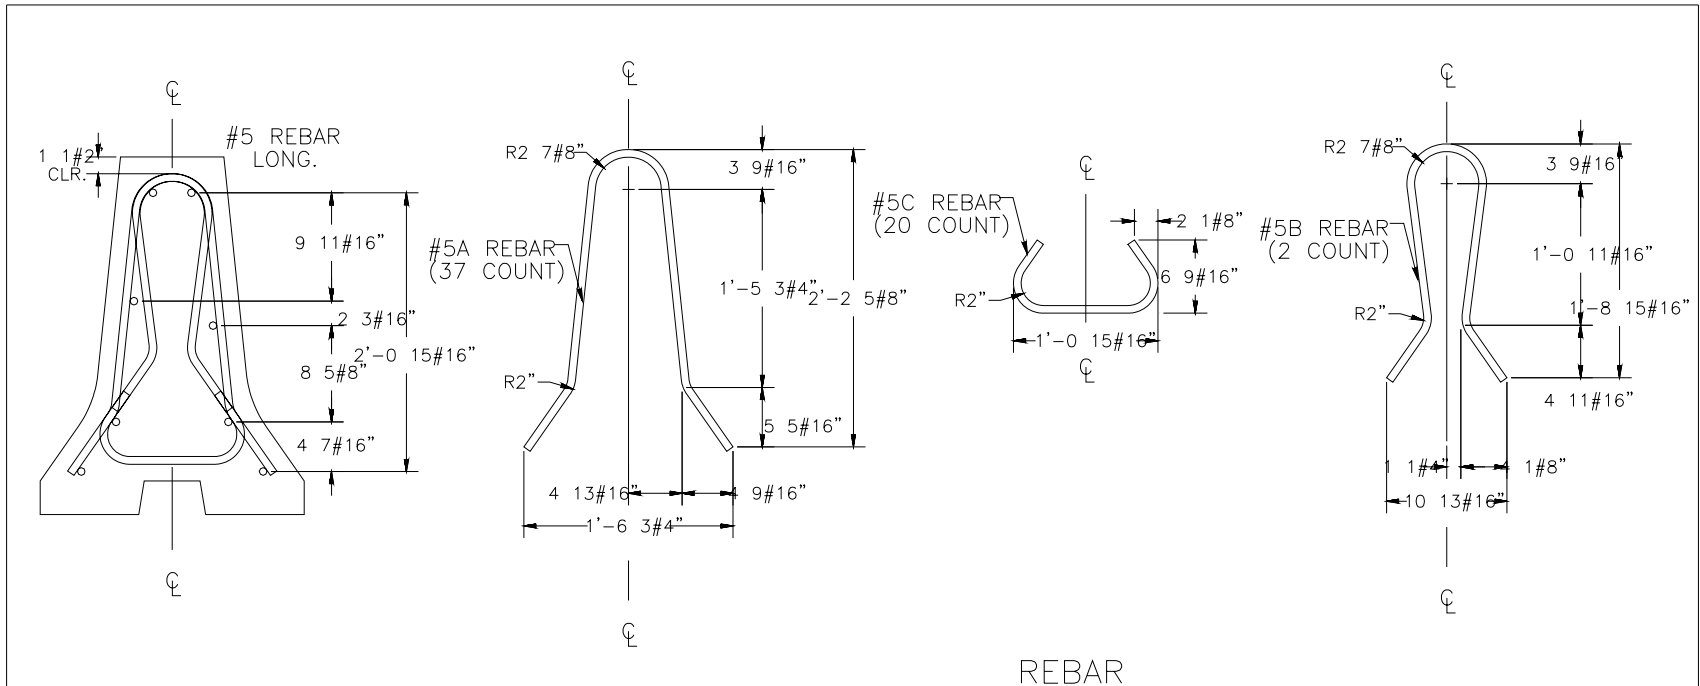 ℄
#5 REBAR
LONG.
1 1#2"
CLR.
9 11#16"
2 3#16"
2'-0 15#16"
8 5#8"
4 7#16"
℄
℄
R2 7#8"
3 9#16"
#5A REBAR
(37 COUNT)
1'-5 3#4"
2'-2 5#8"
R2"
5 5#16"
4 13#16"
4 9#16"
1'-6 3#4"
℄
℄
#5C REBAR
(20 COUNT)
2 1#8"
6 9#16"
R2"
1'-0 15#16"
℄
℄
R2 7#8"
3 9#16
#5B REBAR
(2 COUNT)
1'-0 11#16"
1'-8 15#16"
R2"
4 11#16"
1 1#4"
4 1#8"
10 13#16"
℄
REBAR